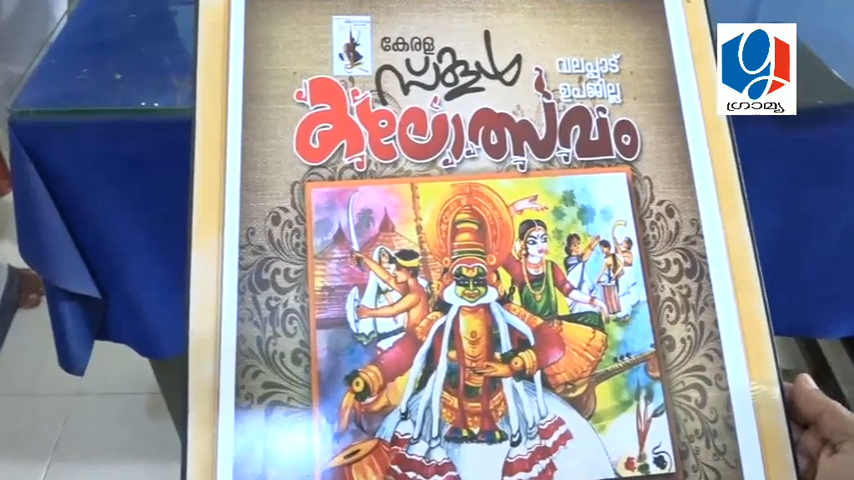 കേരള
സ്കൂൾ
വലപ്പാട്
ഉപജില്ല
കലോത്സവം
ഗ്രാമ്യ